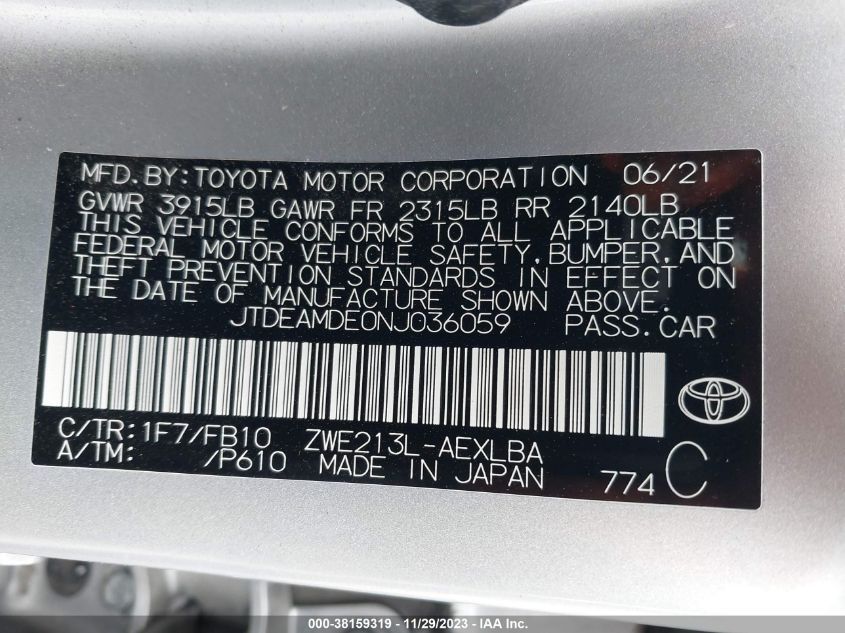 MFD.BY:TOYOTA MOTOR CORPORATION 06/21
GVWR 3915LB GAWR FR 2315LB RR 2140LB
THIS VEHICLE CONFORMS TO ALL APPLICABLE
FEDERAL MOTOR VEHICLE SAFETY,BUMPER,AND
THEFT PREVENTION STANDARDS IN EFFECT ON
THE DATE OF MANUFACTURE SHOWN ABOVE.
JTDEAMDE0NJ036059 PASS.CAR
C/TR:1F7/FB10 ZWE213L-AEXLBA
A/TM: /P610 MADE IN JAPAN 774 C
000-38159319 | 11/29/2023 - IAAI.COM